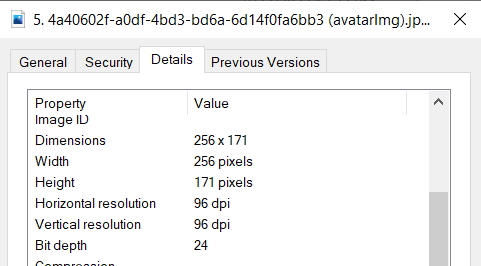 5. 4a40602f-a0df-4bd3-bd6a-6d14f0fa6bb3 (avatarImg).jp...
General Security Details Previous Versions
Property Value
Image ID
Dimensions 256 x 171
Width 256 pixels
Height 171 pixels
Horizontal resolution 96 dpi
Vertical resolution 96 dpi
Bit depth 24
Compression